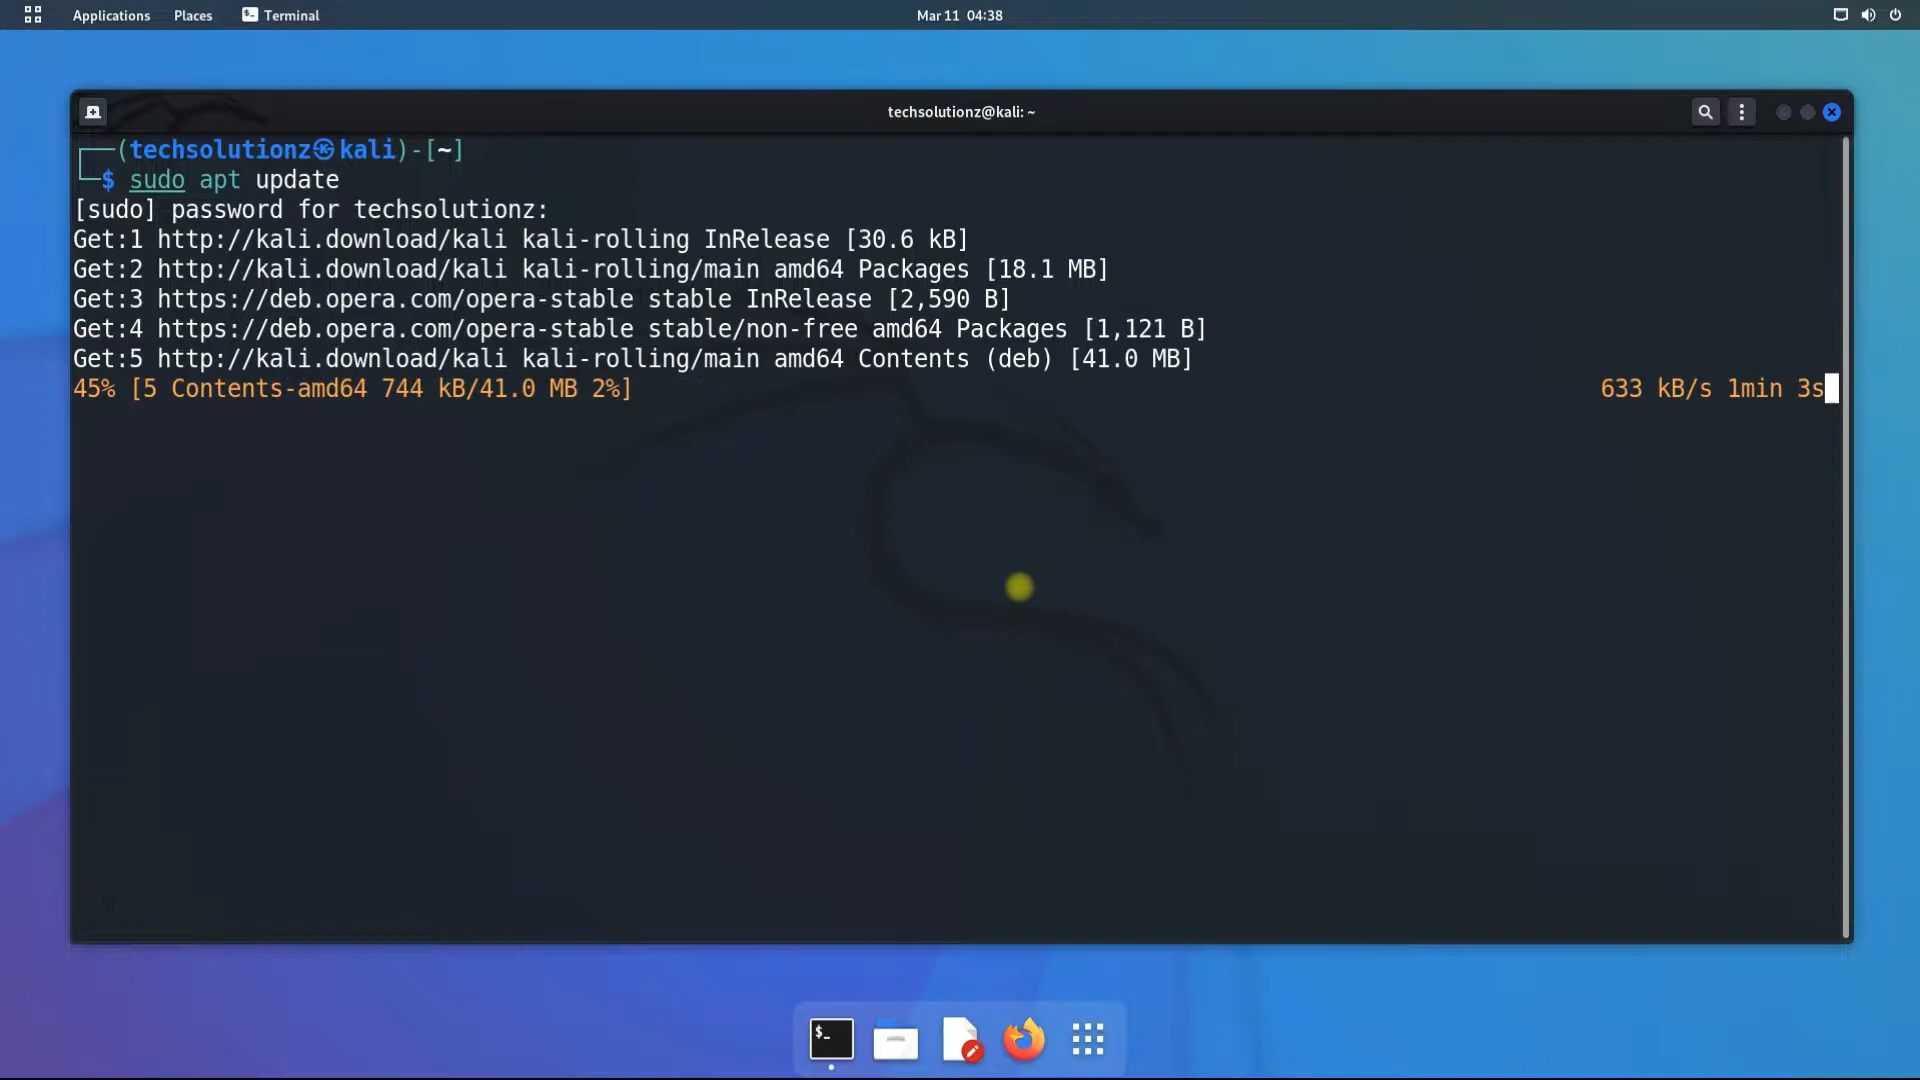 Applications Places Terminal Mar 11 04:38
techsolutionz@kali: ~
┌──(techsolutionz㉿kali)-[~]
└─$ sudo apt update
[sudo] password for techsolutionz:
Get:1 http://kali.download/kali kali-rolling InRelease [30.6 kB]
Get:2 http://kali.download/kali kali-rolling/main amd64 Packages [18.1 MB]
Get:3 https://deb.opera.com/opera-stable stable InRelease [2,590 B]
Get:4 https://deb.opera.com/opera-stable stable/non-free amd64 Packages [1,121 B]
Get:5 http://kali.download/kali kali-rolling/main amd64 Contents (deb) [41.0 MB]
45% [5 Contents-amd64 744 kB/41.0 MB 2%] 633 kB/s 1min 3s